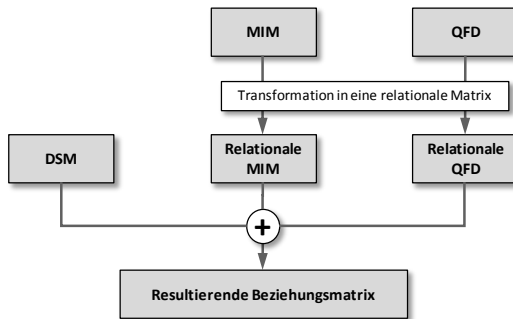 MIM
QFD
Transformation in eine relationale Matrix
DSM
Relationale
MIM
Relationale
QFD
+
Resultierende Beziehungsmatrix